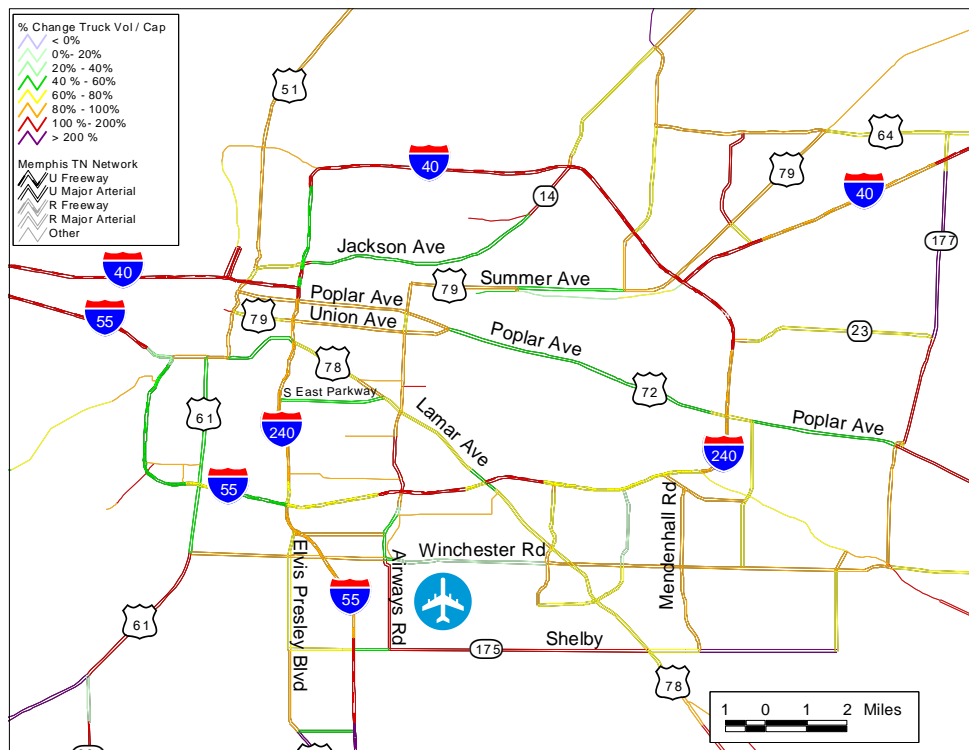 % Change Truck Vol / Cap
< 0%
0%- 20%
20% - 40%
40 % - 60%
60% - 80%
80% - 100%
100 %- 200%
> 200 %
Memphis TN Network
U Freeway
U Major Arterial
R Freeway
R Major Arterial
Other
51
40
64
79
40
14
177
Jackson Ave
40
Summer Ave
79
Poplar Ave
55
79
Union Ave
23
Poplar Ave
78
72
S East Parkway
61
Lamar Ave
Poplar Ave
240
240
55
Mendenhall Rd
Winchester Rd
Elvis Presley Blvd
Airways Rd
55
61
175
Shelby
78
1 0 1 2 Miles